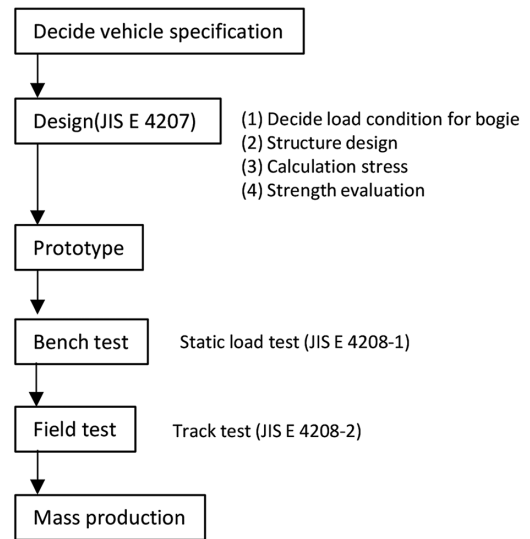 Decide vehicle specification
Design(JIS E 4207)
(1) Decide load condition for bogie
(2) Structure design
(3) Calculation stress
(4) Strength evaluation
Prototype
Bench test
Static load test (JIS E 4208-1)
Field test
Track test (JIS E 4208-2)
Mass production